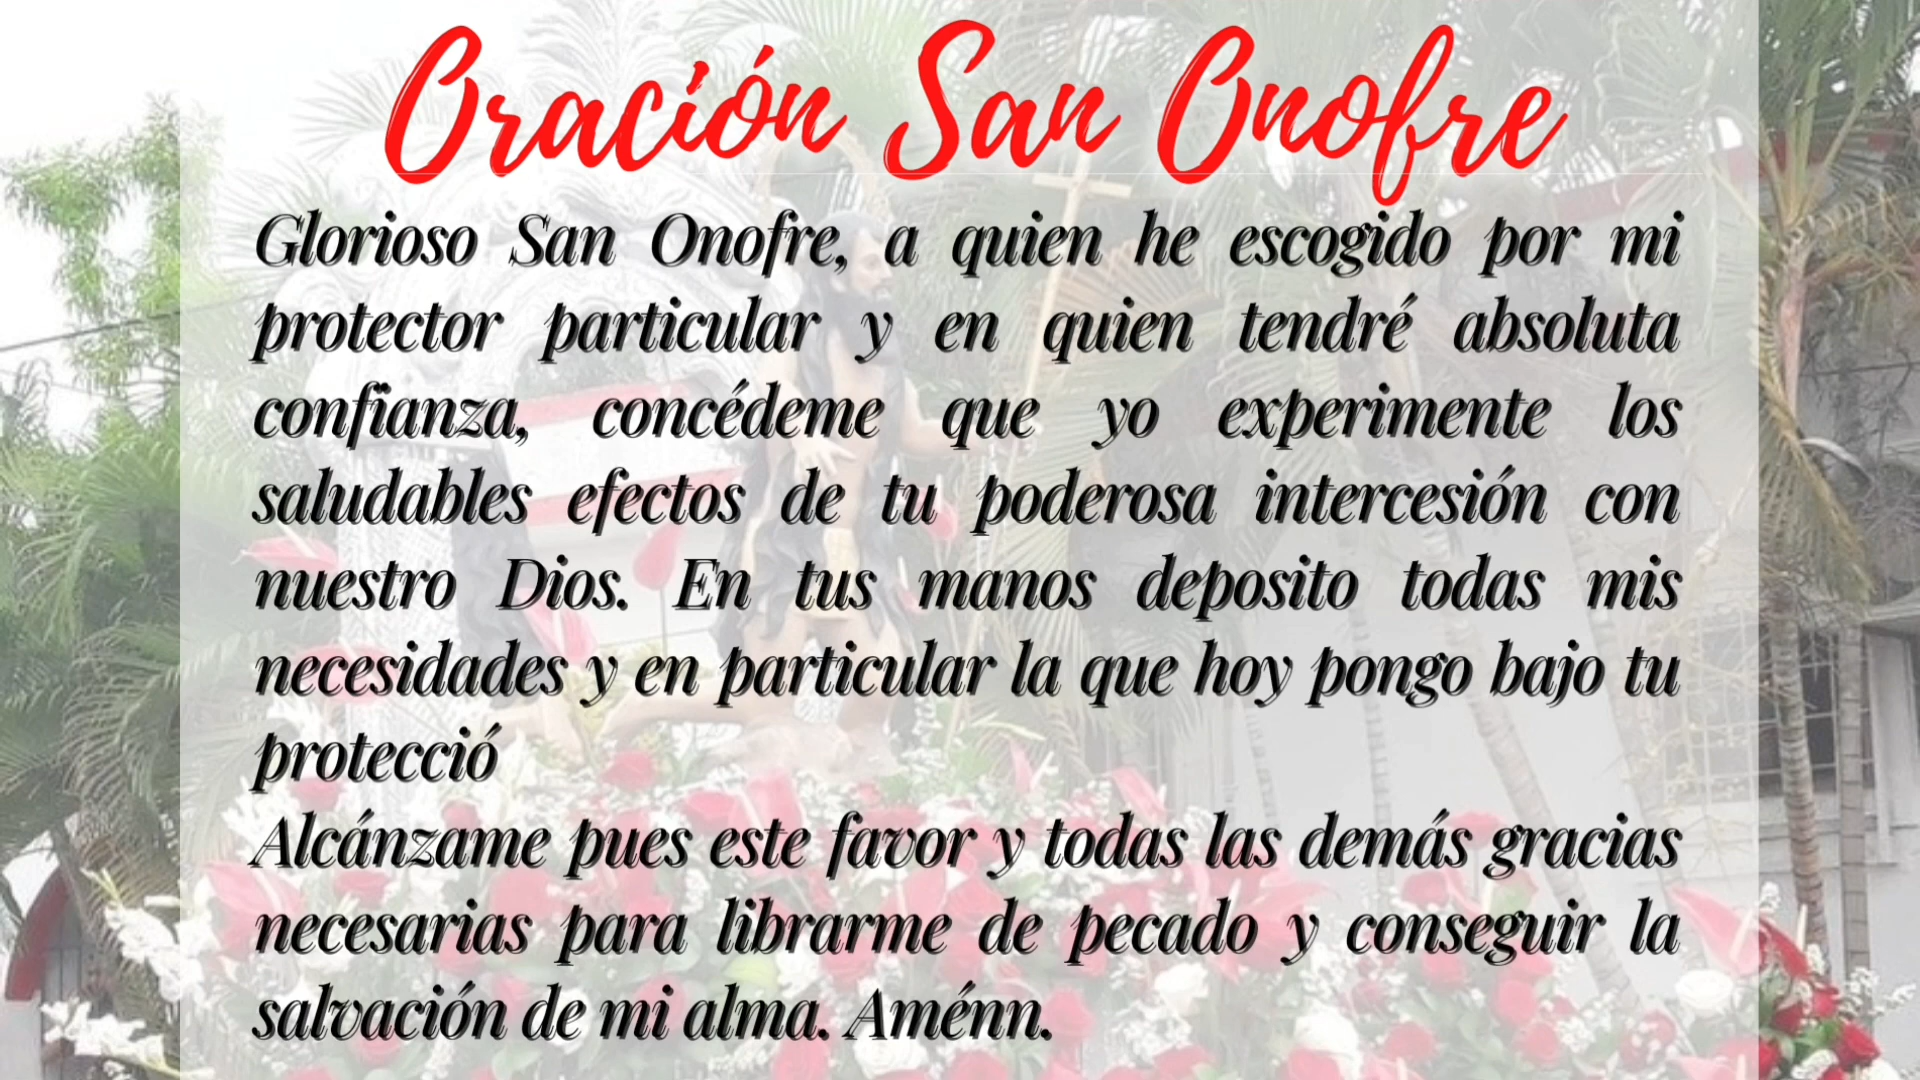 Oración San Onofre
Glorioso San Onofre, a quien he escogido por mi
protector particular y en quien tendré absoluta
confianza, concédeme que yo experimente los
saludables efectos de tu poderosa intercesión con
nuestro Dios. En tus manos deposito todas mis
necesidades y en particular la que hoy pongo bajo tu
protecció
Alcánzame pues este favor y todas las demás gracias
necesarias para librarme de pecado y conseguir la
salvación de mi alma. Aménn.